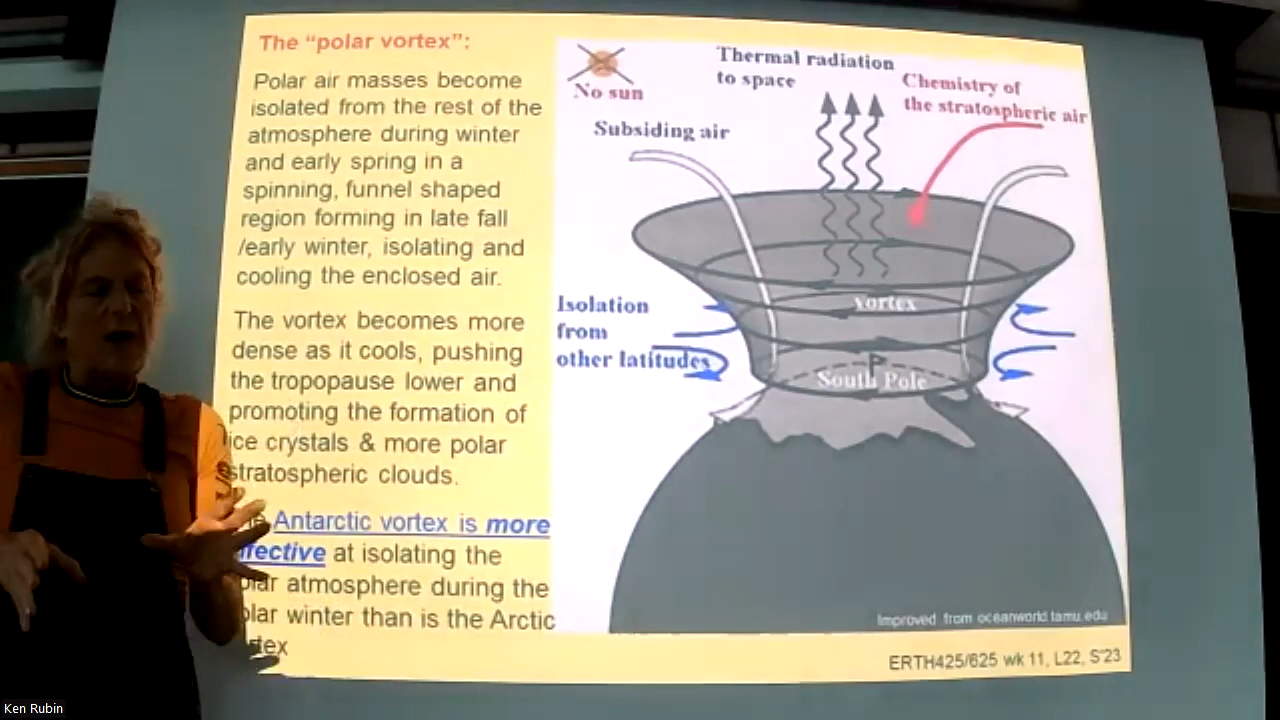 The "polar vortex":
Polar air masses become
isolated from the rest of the
atmosphere during winter
and early spring in a
spinning, funnel shaped
region forming in late fall
/early winter, isolating and
cooling the enclosed air.
The vortex becomes more
dense as it cools, pushing
the tropopause lower and
promoting the formation of
ice crystals & more polar
stratospheric clouds.
Antarctic vortex is more
effective at isolating the
polar atmosphere during the
polar winter than is the Arctic
No sun
Thermal radiation
to space
Chemistry of
the stratospheric air
Subsiding air
Isolation
from
other latitudes
vortex
South Pole
Improved from oceanworld.tamu.edu
ERTH425/625 wk 11, L22, S'23
Ken Rubin